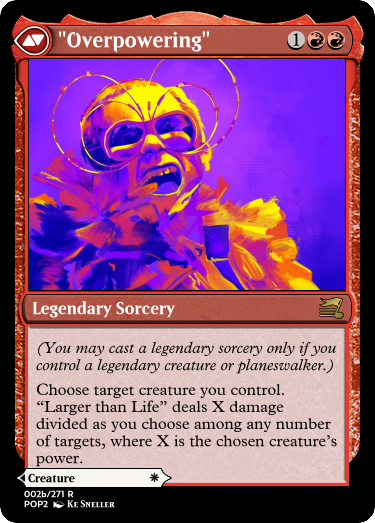 "Overpowering"
1
Legendary Sorcery
(You may cast a legendary sorcery only if you
control a legendary creature or planeswalker.)
Choose target creature you control.
“Larger than Life” deals X damage
divided as you choose among any number
of targets, where X is the chosen creature's
power.
Creature *
002b/271 R
POP2 Ke Sneller